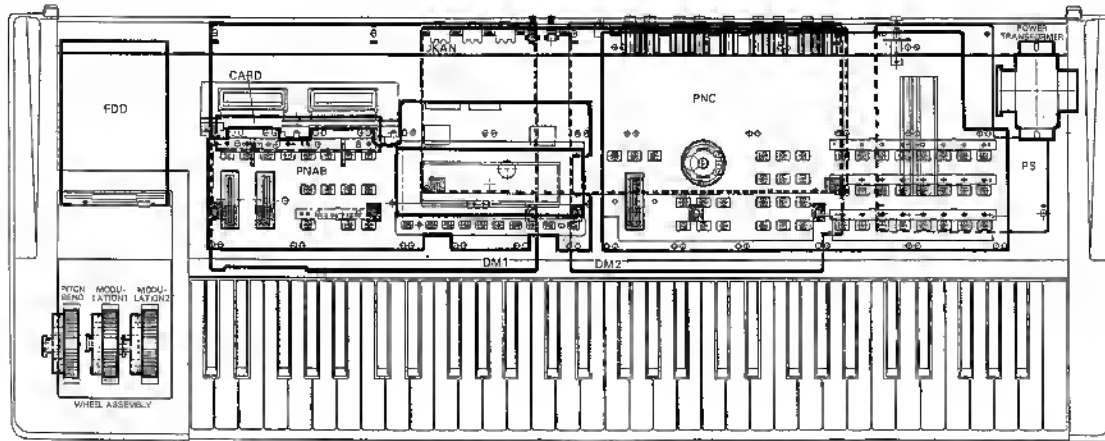 POWER
TRANSFORMER
JKAN
CARD
FDD
PNC
PNAB
PS
LCD
DM1
DM2
PITCH
BEND
MODU-
LATION1
MODU-
LATION2
WHEEL ASSEMBLY